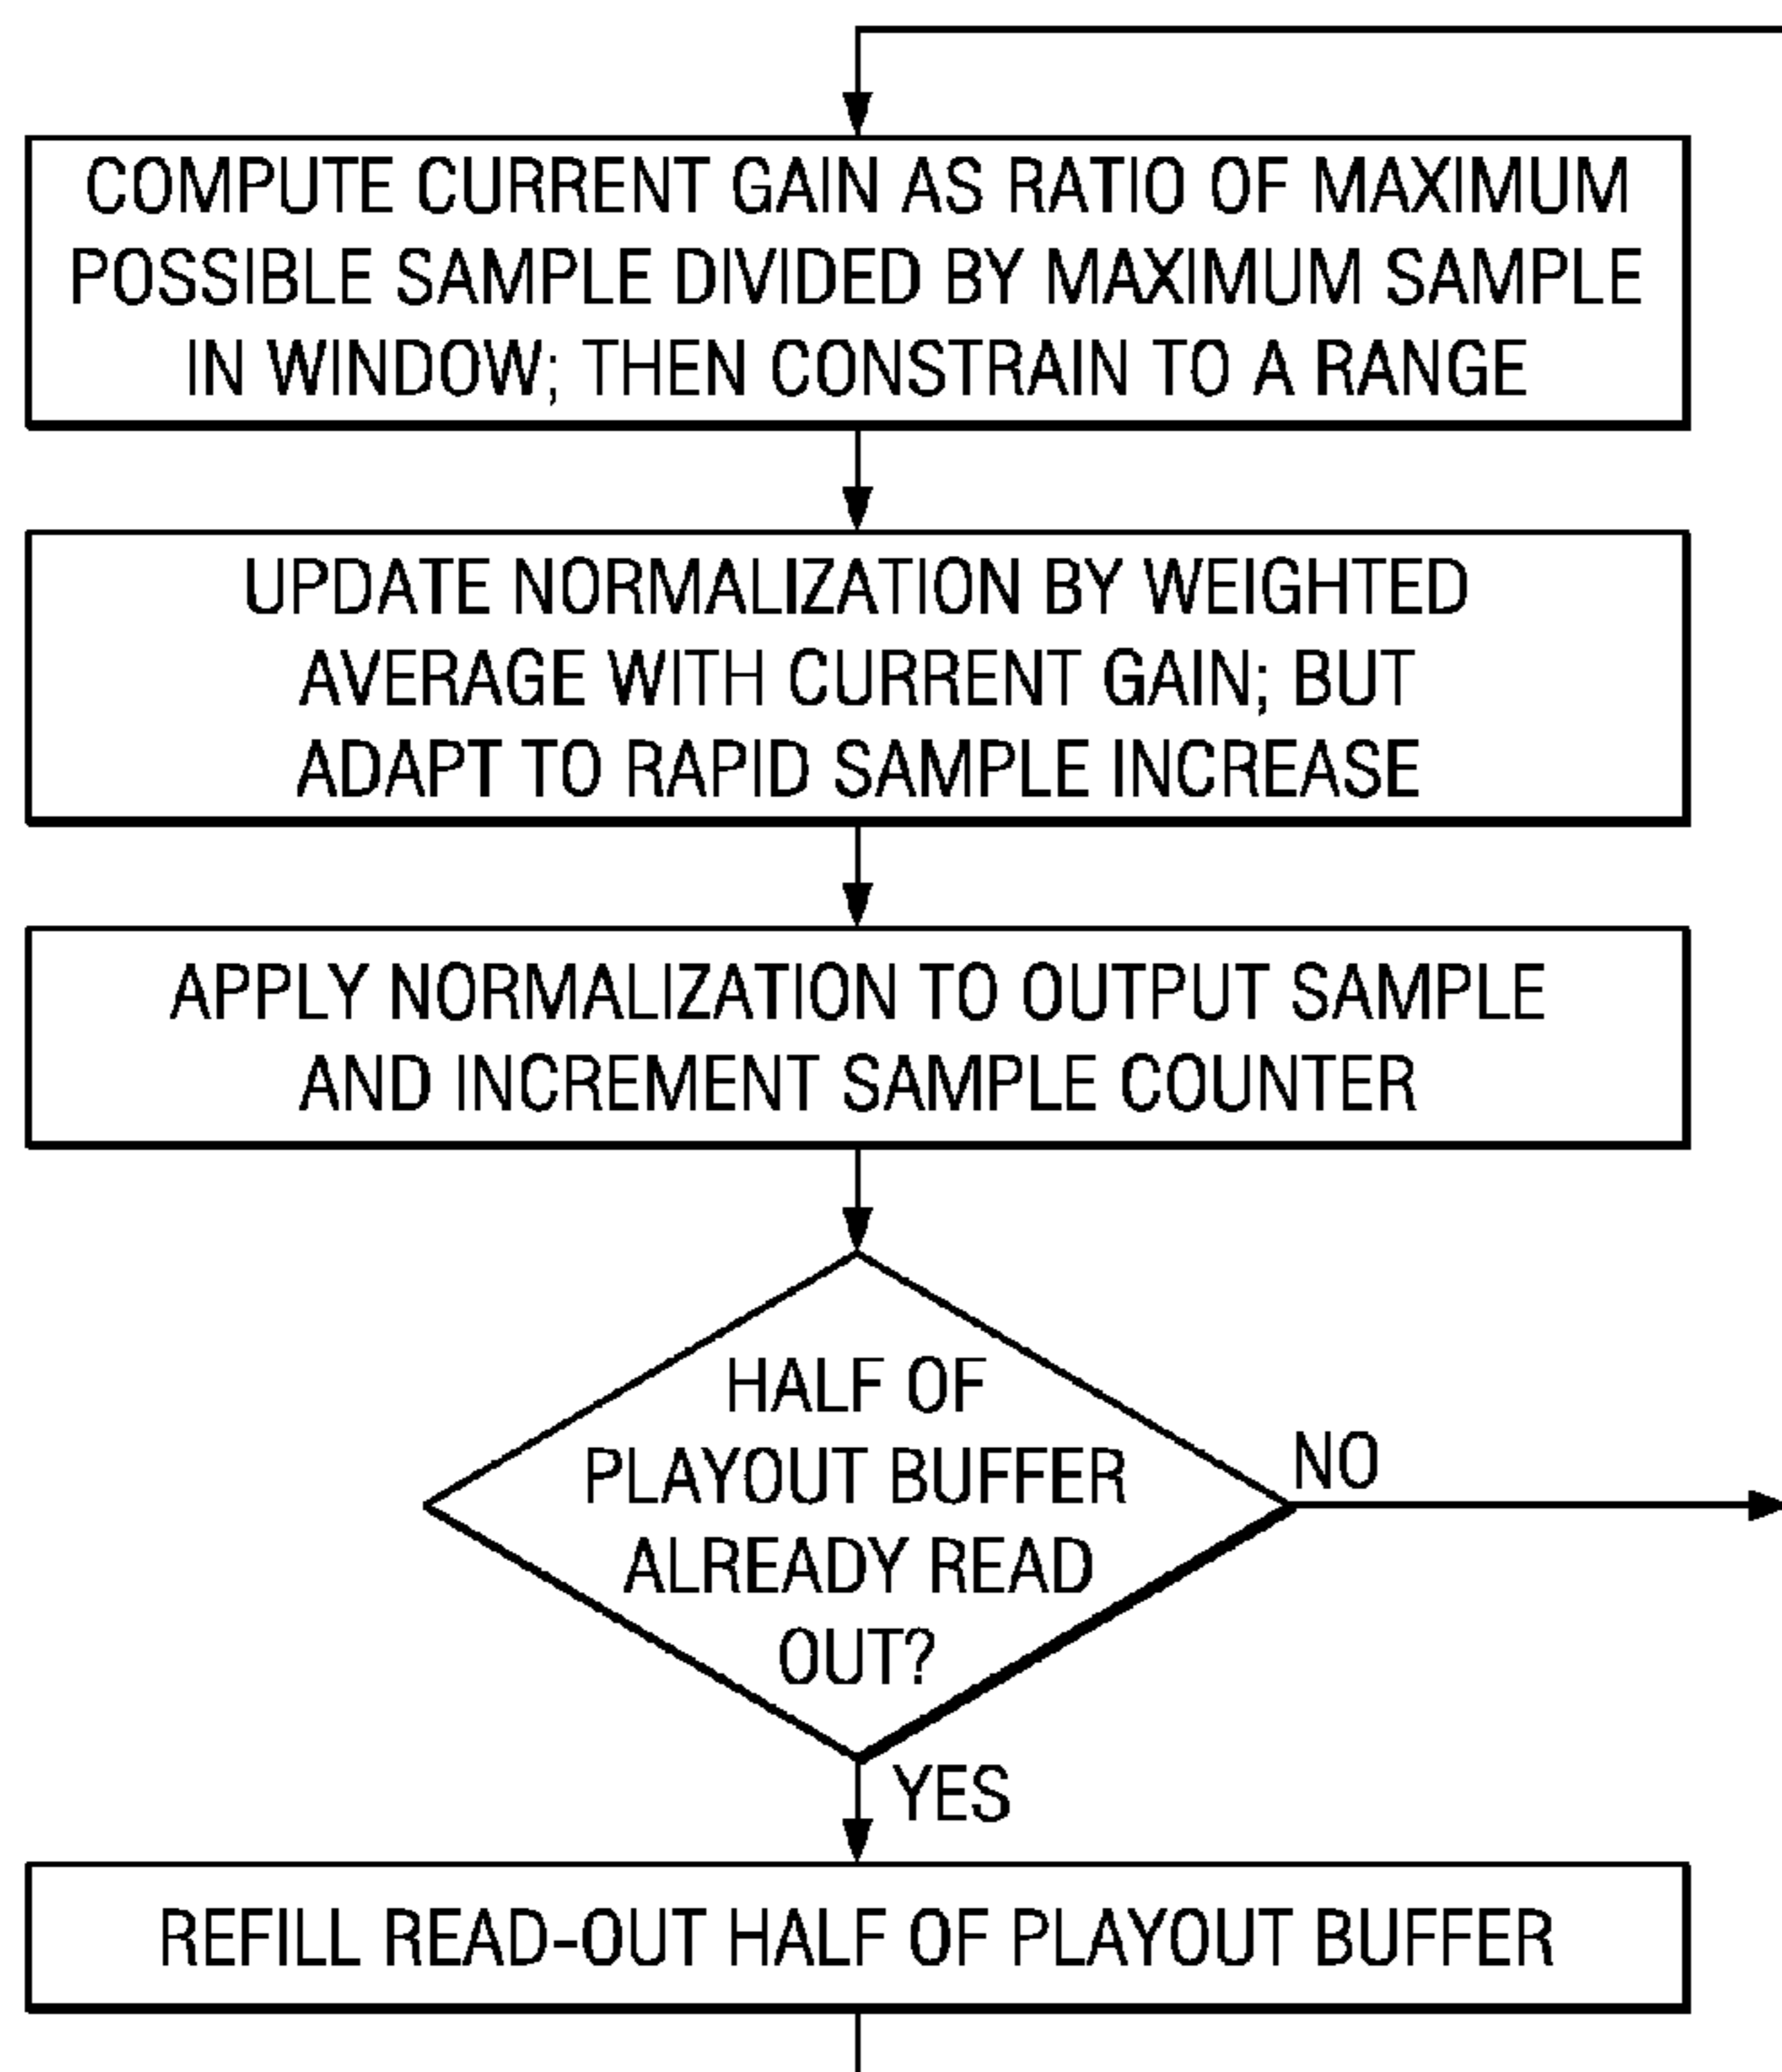 COMPUTE CURRENT GAIN AS RATIO OF MAXIMUM
POSSIBLE SAMPLE DIVIDED BY MAXIMUM SAMPLE
IN WINDOW; THEN CONSTRAIN TO A RANGE
UPDATE NORMALIZATION BY WEIGHTED
AVERAGE WITH CURRENT GAIN; BUT
ADAPT TO RAPID SAMPLE INCREASE
APPLY NORMALIZATION TO OUTPUT SAMPLE
AND INCREMENT SAMPLE COUNTER
HALF OF
PLAYOUT BUFFER
ALREADY READ
OUT?
NO
YES
REFILL READ-OUT HALF OF PLAYOUT BUFFER